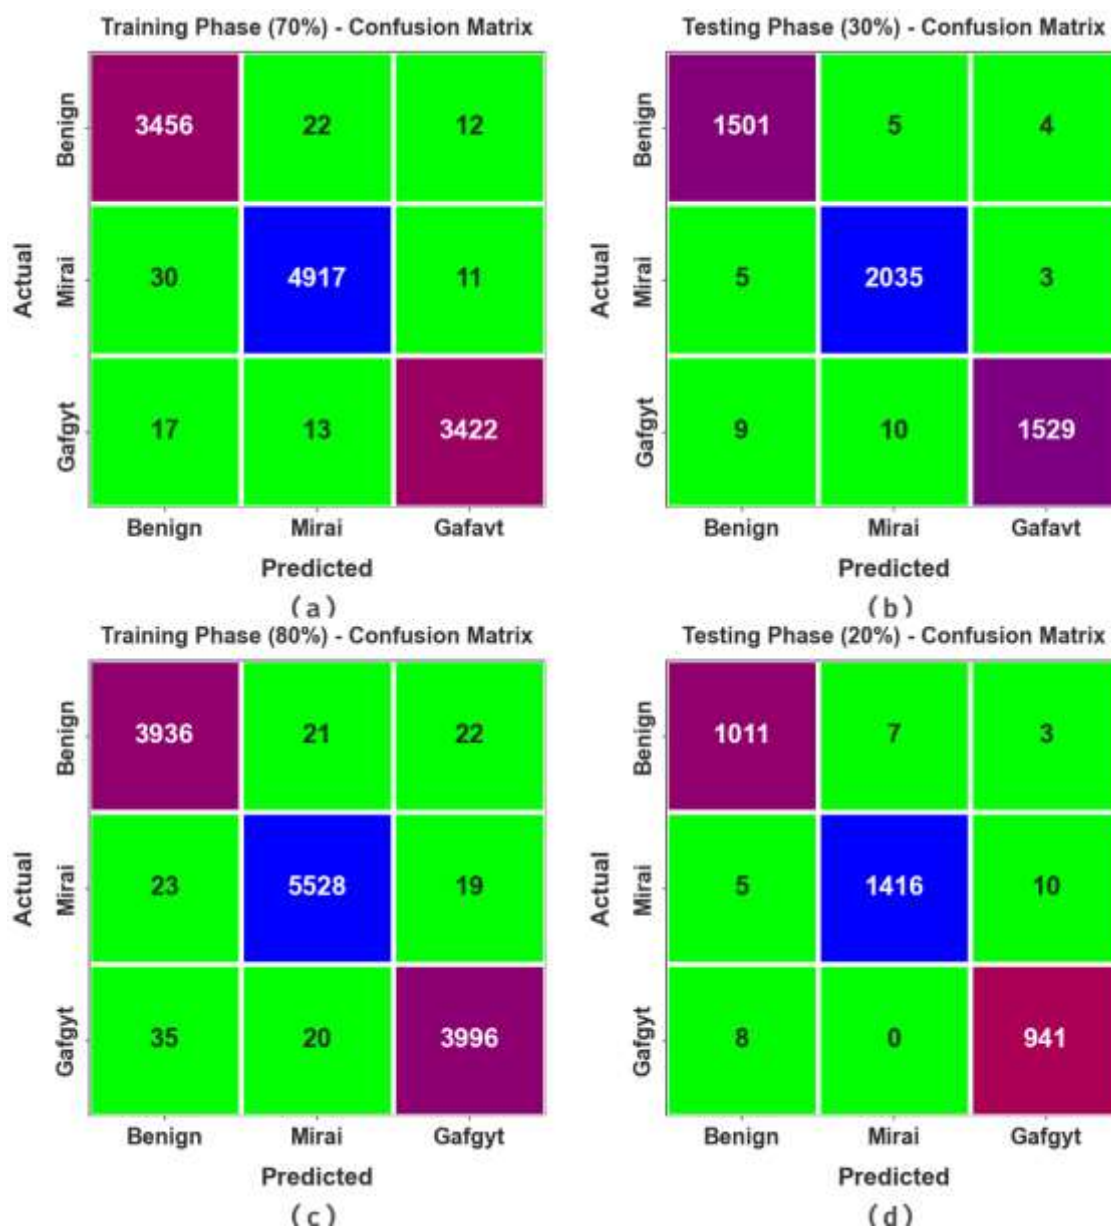 Training Phase (70%) - Confusion Matrix
Testing Phase (30%) - Confusion Matrix
Benign
3456 22 12
Mirai
30 4917 11
Gafgyt
17 13 3422
Actual
Benign Mirai Gafavt
Predicted
(a)
Benign
1501 5 4
Mirai
5 2035 3
Gafgyt
9 10 1529
Actual
Benign Mirai Gafavt
Predicted
(b)
Training Phase (80%) - Confusion Matrix
Testing Phase (20%) - Confusion Matrix
Benign
3936 21 22
Mirai
23 5528 19
Gafgyt
35 20 3996
Actual
Benign Mirai Gafgyt
Predicted
(c)
Benign
1011 7 3
Mirai
5 1416 10
Gafgyt
8 0 941
Actual
Benign Mirai Gafgyt
Predicted
(d)